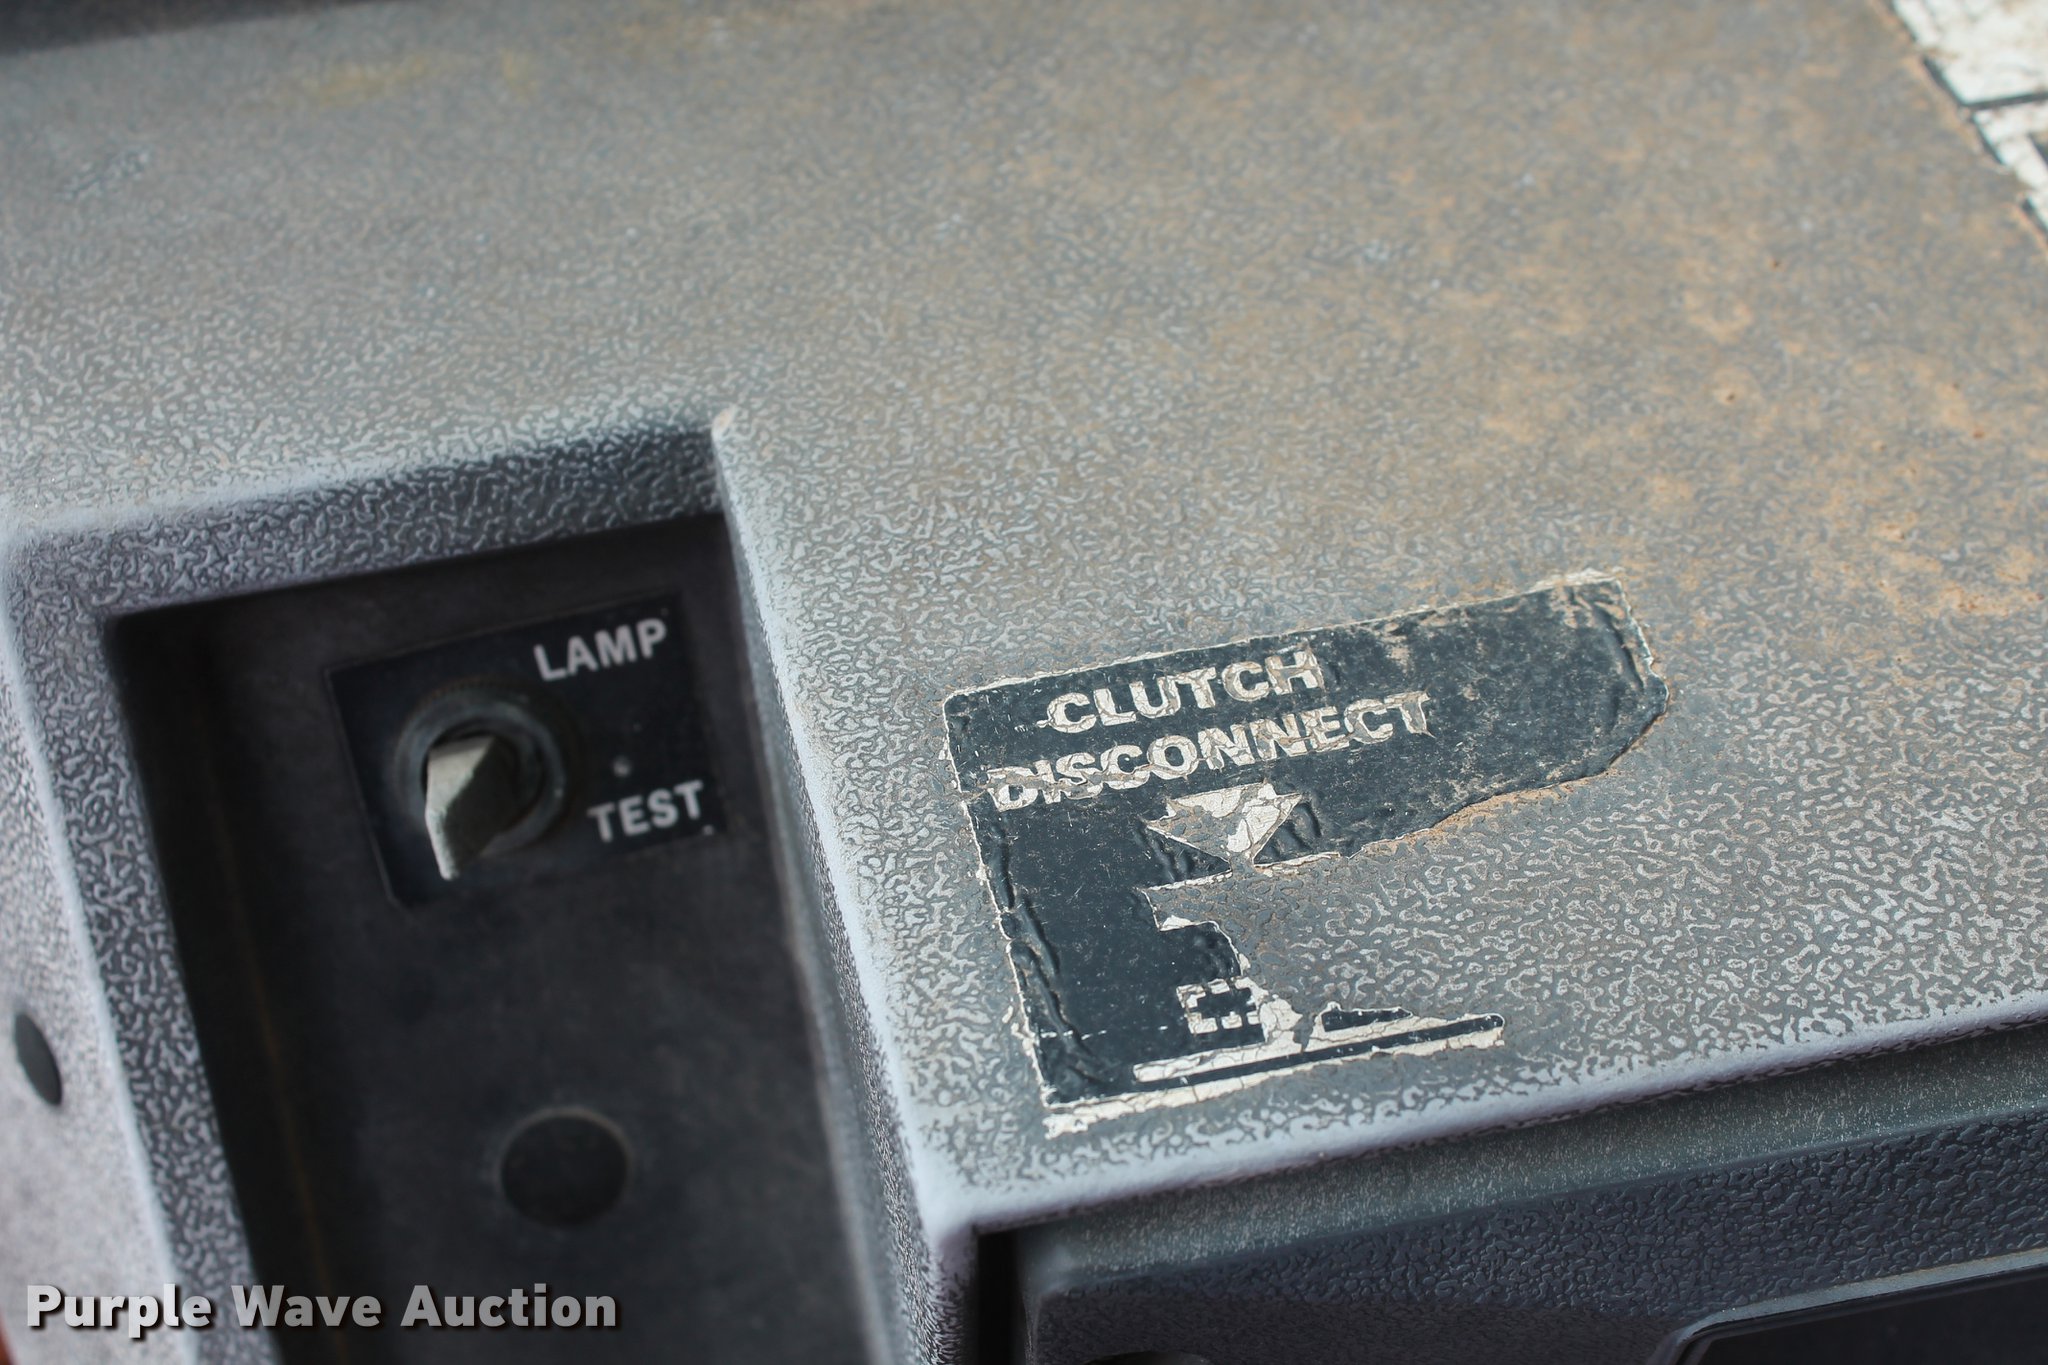 LAMP
TEST
CLUTCH
DISCONNECT
Purple Wave Auction